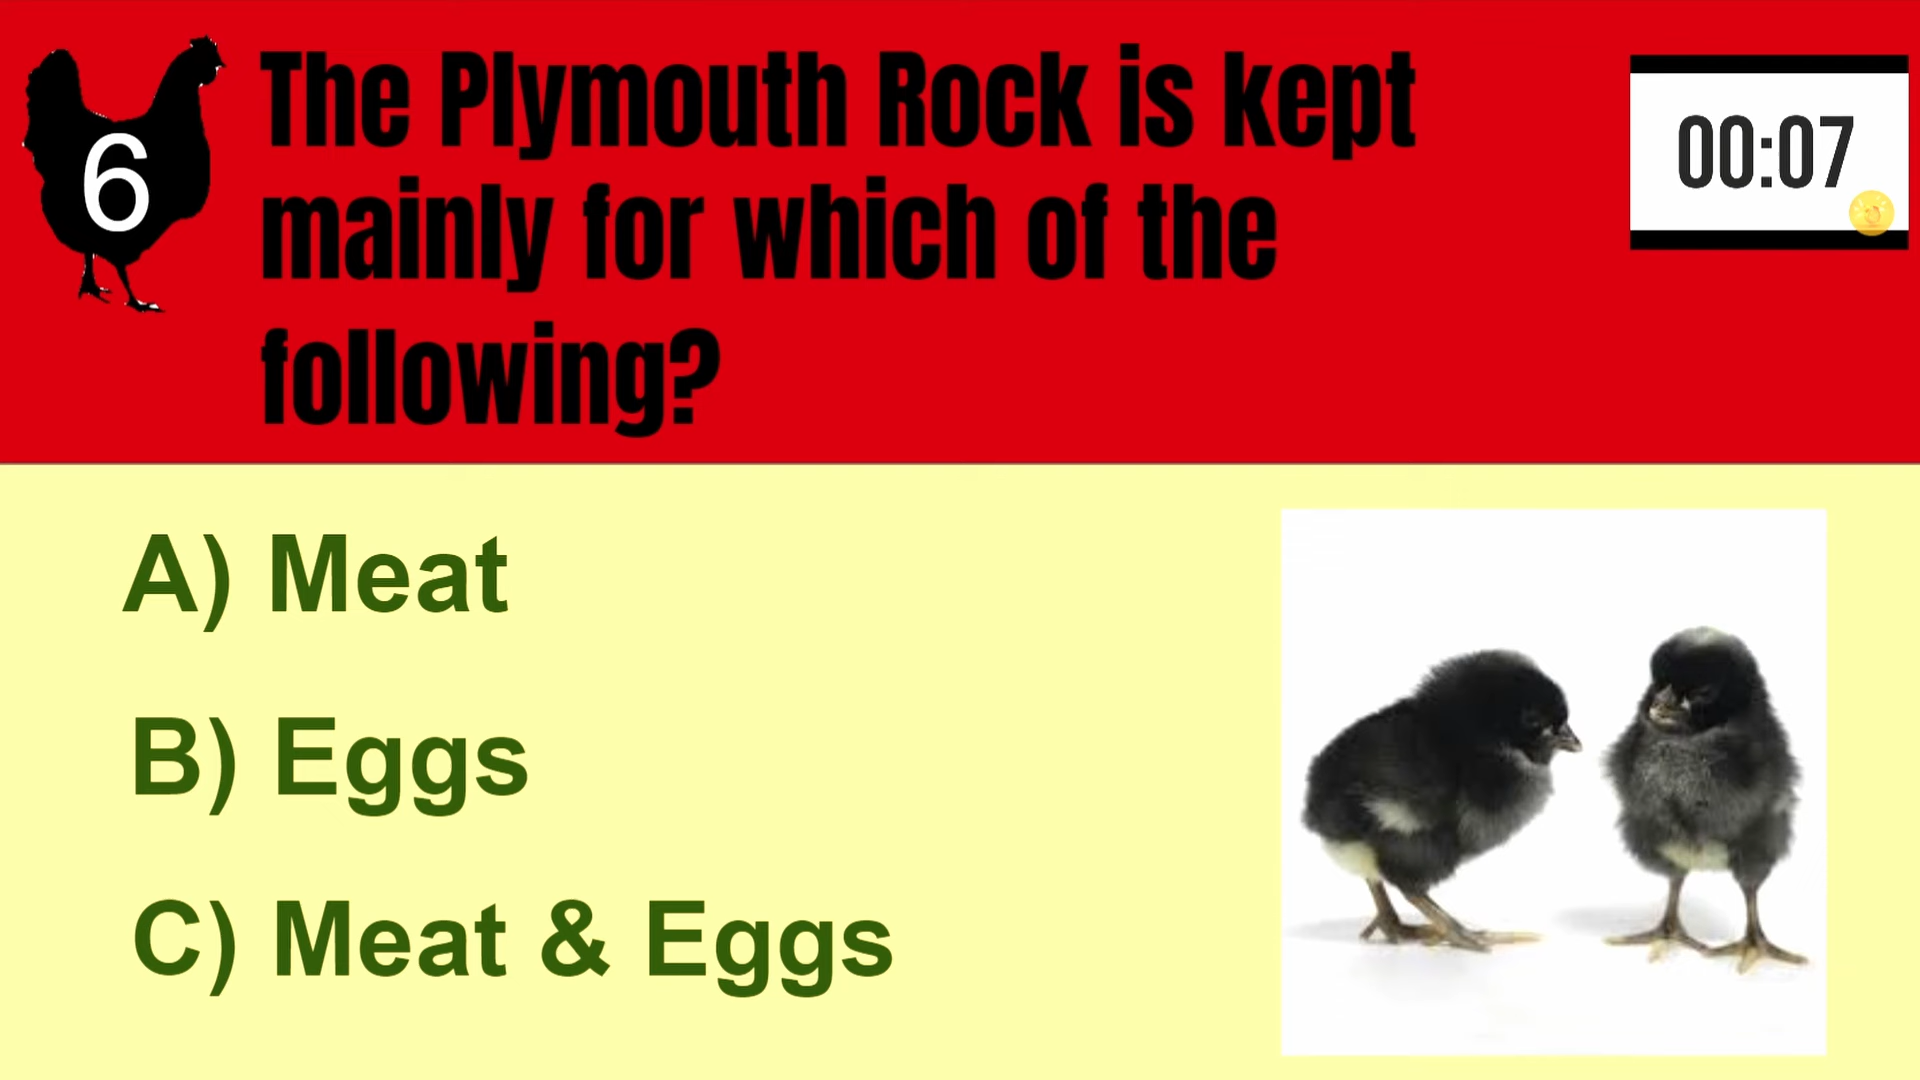 6
The Plymouth Rock is kept
mainly for which of the
following?
00:07
A) Meat
B) Eggs
C) Meat & Eggs